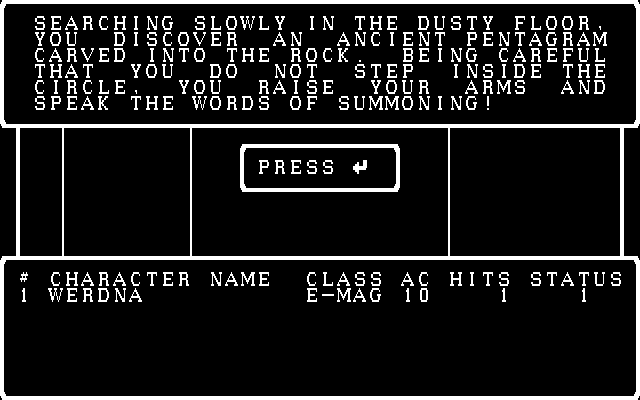 SEARCHING SLOWLY IN THE DUSTY FLOOR,
YOU DISCOVER AN ANCIENT PENTAGRAM
CARVED INTO THE ROCK. BEING CAREFUL
THAT YOU DO NOT STEP INSIDE THE
CIRCLE, YOU RAISE YOUR ARMS AND
SPEAK THE WORDS OF SUMMONING!
PRESS ↵
# CHARACTER NAME CLASS AC HITS STATUS
1 WERDNA E-MAG 10 1 1